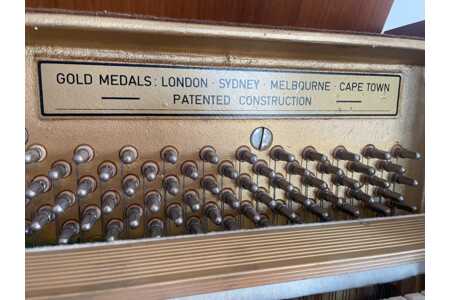 GOLD MEDALS: LONDON · SYDNEY · MELBOURNE · CAPE TOWN
PATENTED CONSTRUCTION